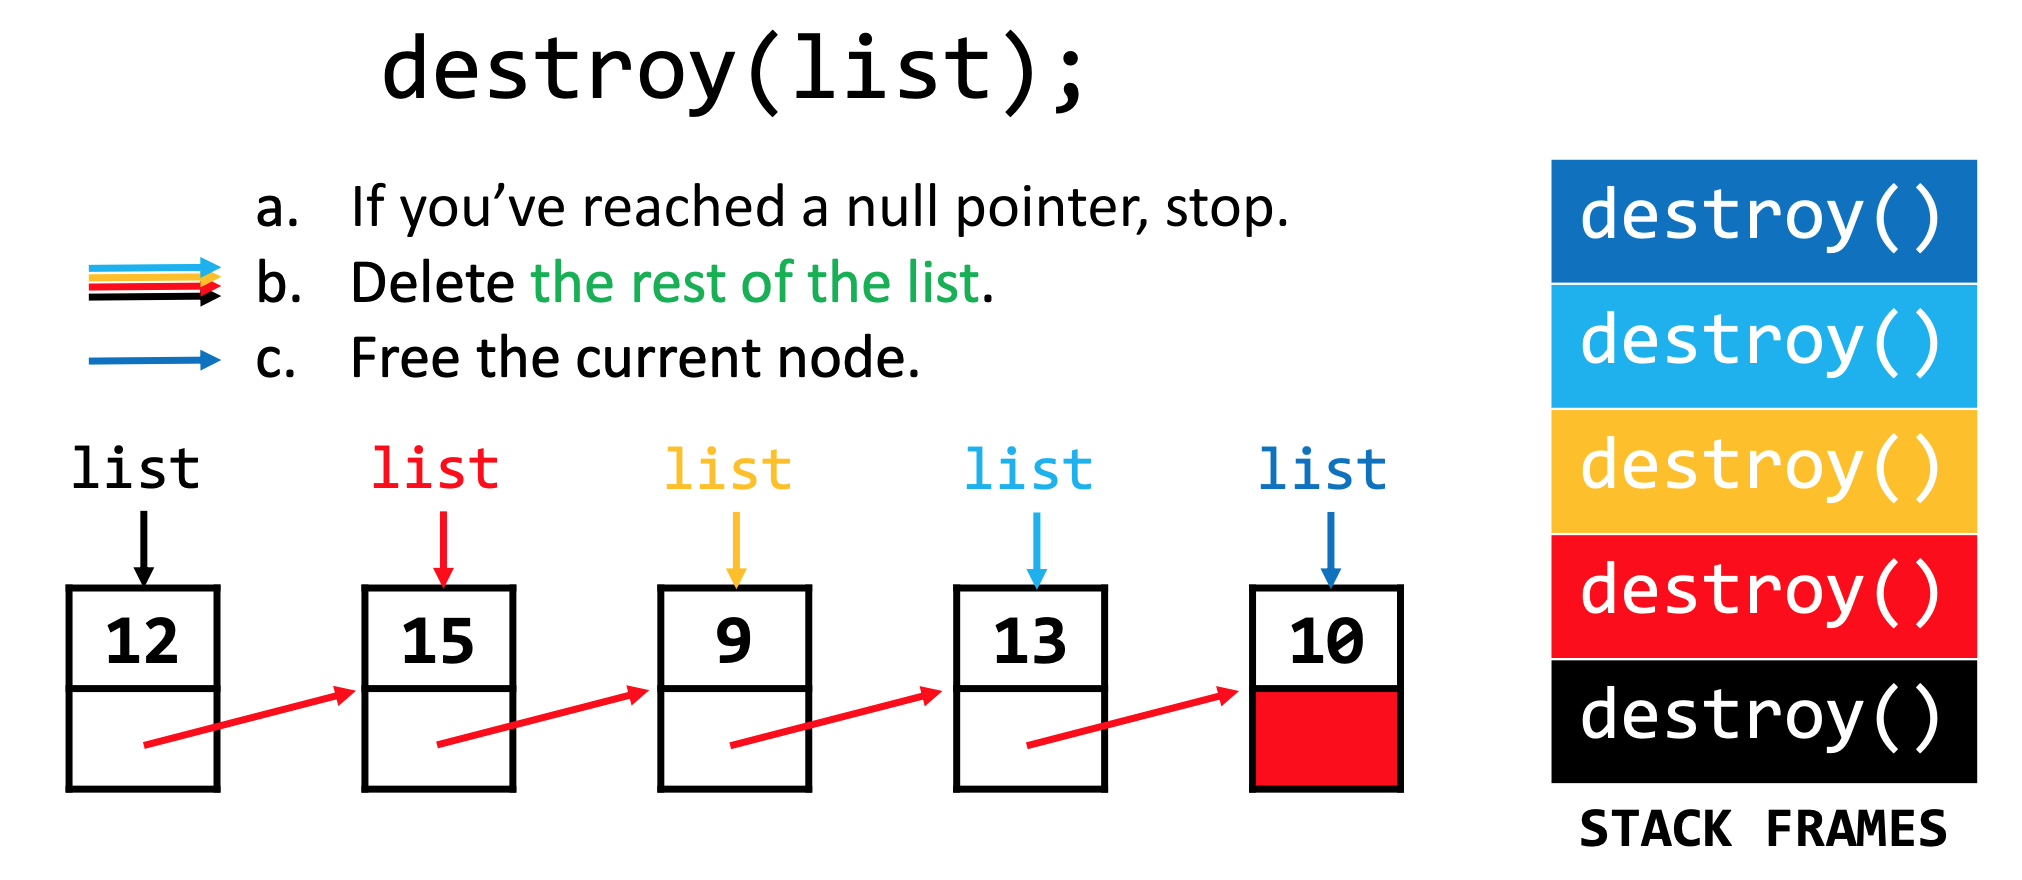 destroy(list);
a. If you’ve reached a null pointer, stop.
b. Delete the rest of the list.
c. Free the current node.
list list list list list
12 15 9 13 10
destroy()
destroy()
destroy()
destroy()
destroy()
STACK FRAMES